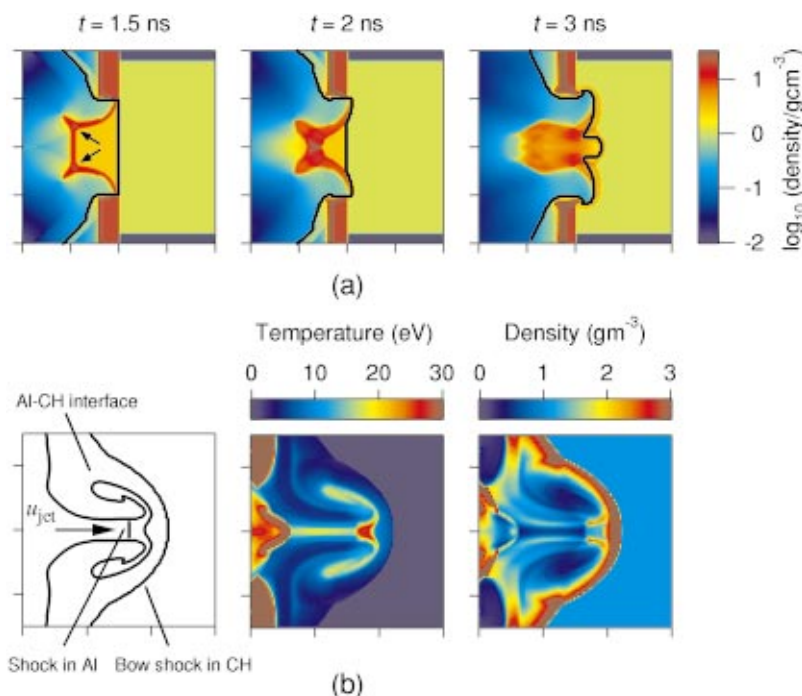 t = 1.5 ns t = 2 ns t = 3 ns
1
0
-1
-2
log₁₀ (density/gcm⁻³)
(a)
Temperature (eV) Density (gm⁻³)
0 10 20 30 0 1 2 3
Al-CH interface
u_jet
Shock in Al Bow shock in CH
(b)